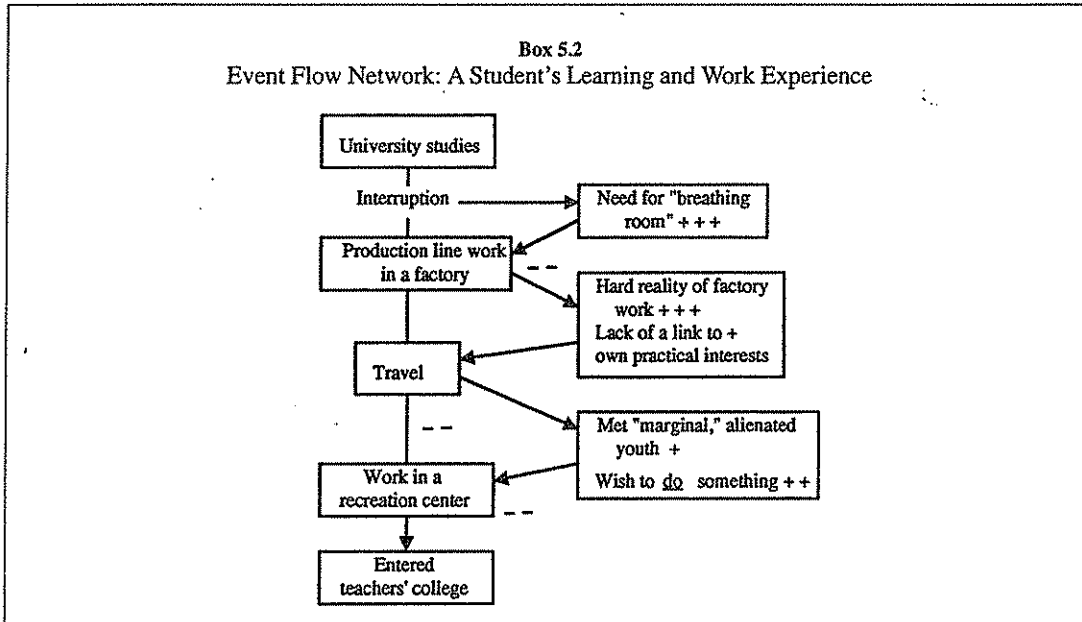 Box 5.2
Event Flow Network: A Student's Learning and Work Experience
University studies
Interruption
Need for "breathing
room" + + +
Production line work
in a factory
– –
Hard reality of factory
work + + +
Lack of a link to +
own practical interests
Travel
– –
Met "marginal," alienated
youth +
Wish to do something + +
Work in a
recreation center
– –
Entered
teachers' college